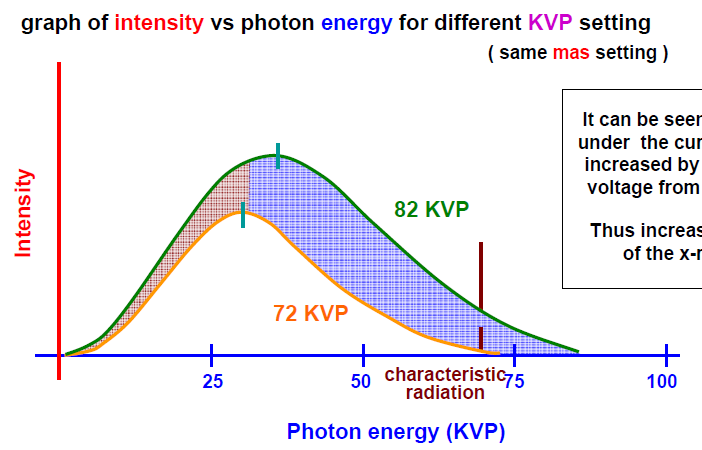 graph of intensity vs photon energy for different KVP setting
( same mas setting )
It can be seen
under the cur
increased by
voltage from
Thus increas
of the x-r
Intensity
82 KVP
72 KVP
25
50
75
100
characteristic
radiation
Photon energy (KVP)